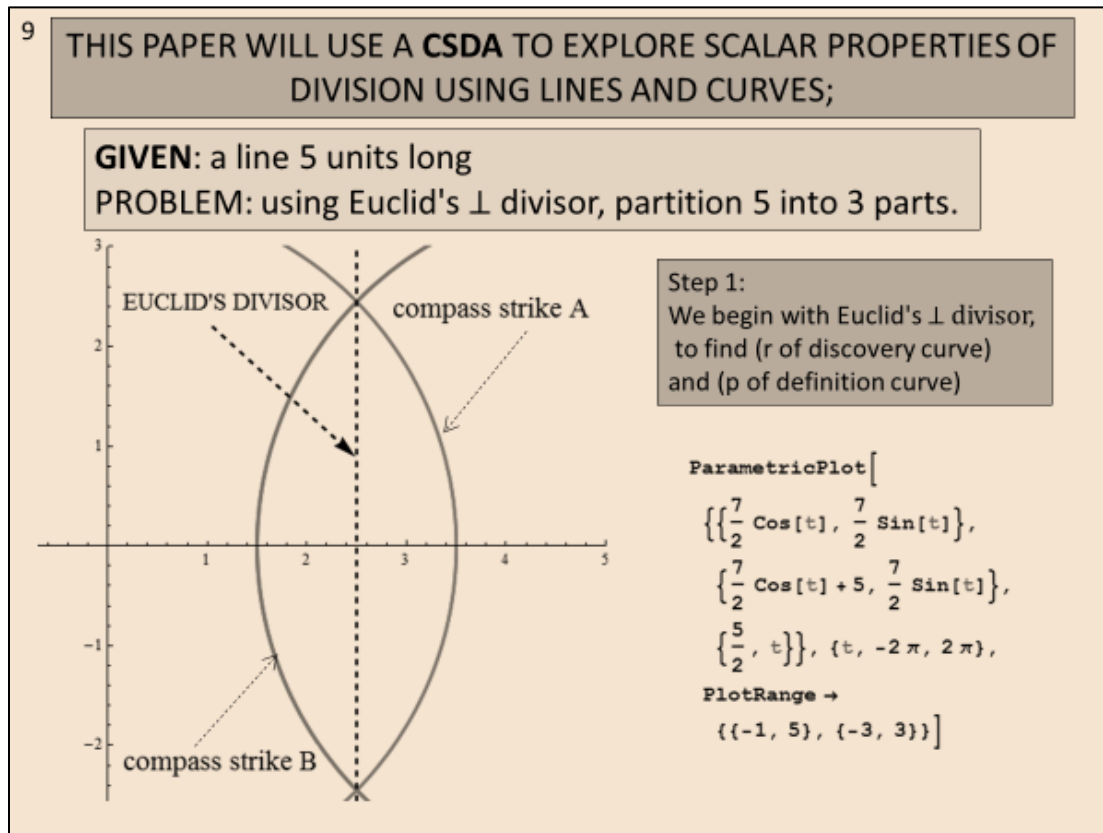 9
THIS PAPER WILL USE A CSDA TO EXPLORE SCALAR PROPERTIES OF
DIVISION USING LINES AND CURVES;
GIVEN: a line 5 units long
PROBLEM: using Euclid's ⊥ divisor, partition 5 into 3 parts.
3
EUCLID'S DIVISOR
compass strike A
2
1
1 2 3 4 5
-1
compass strike B
-2
Step 1:
We begin with Euclid's ⊥ divisor,
to find (r of discovery curve)
and (p of definition curve)
ParametricPlot[
{{7/2 Cos[t], 7/2 Sin[t]},
{7/2 Cos[t] + 5, 7/2 Sin[t]},
{5/2, t}}, {t, -2 π, 2 π},
PlotRange →
{{-1, 5}, {-3, 3}}]